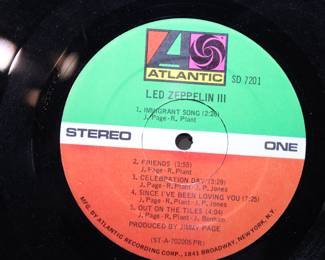 ATLANTIC
SD 7201
LED ZEPPELIN III
1. IMMIGRANT SONG (2:25)
J. Page-R. Plant
STEREO ONE
2. FRIENDS (3:55)
J. Page-R. Plant
3. CELEBRATION DAY (3:29)
J. Page-R. Plant-J. P. Jones
4. SINCE I'VE BEEN LOVING YOU (7:25)
J. Page-R. Plant-J. P. Jones
5. OUT ON THE TILES (4:04)
J. Page-R. Plant-J. Bonham
PRODUCED BY JIMMY PAGE
(ST-A-702005 PR)
MFG. BY ATLANTIC RECORDING CORP., 1841 BROADWAY, NEW YORK, N.Y.